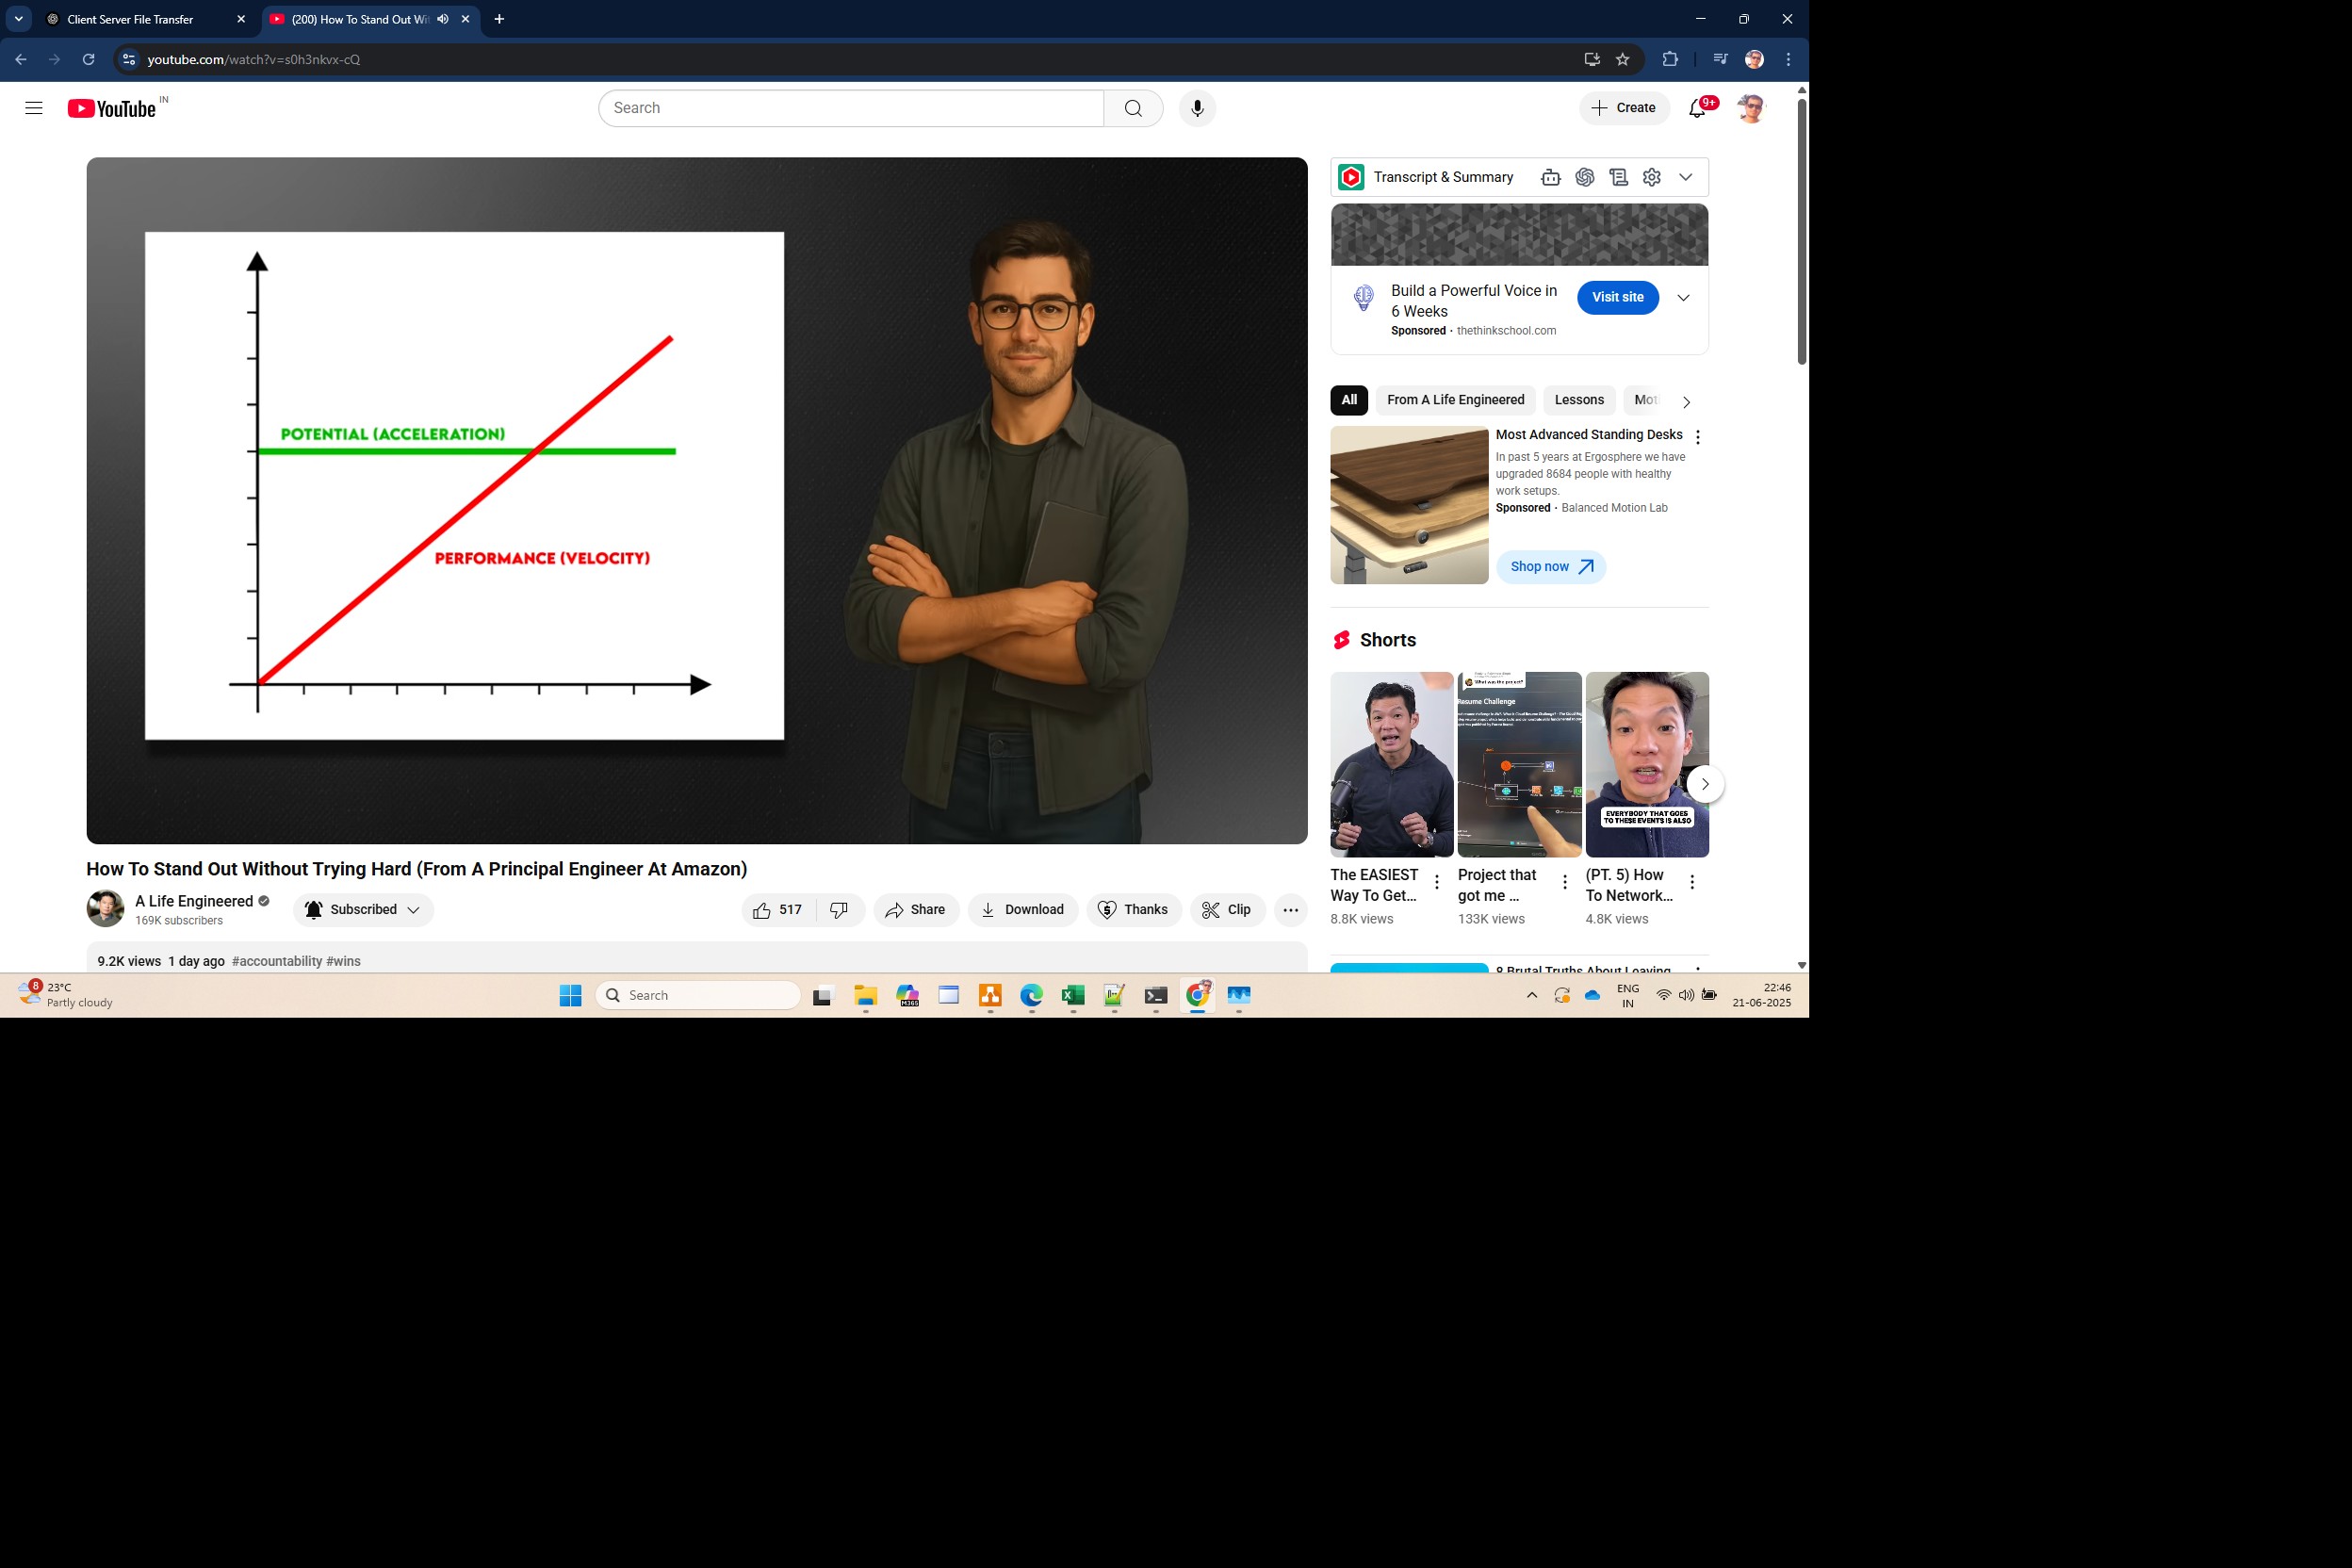 Client Server File Transfer
(200) How To Stand Out Wit
youtube.com/watch?v=s0h3nkvx-cQ
YouTube IN
Search
Create
9+
POTENTIAL (ACCELERATION)
PERFORMANCE (VELOCITY)
Transcript & Summary
Build a Powerful Voice in
6 Weeks
Sponsored · thethinkschool.com
Visit site
All
From A Life Engineered
Lessons
Mot
Most Advanced Standing Desks
In past 5 years at Ergosphere we have
upgraded 8684 people with healthy
work setups.
Sponsored · Balanced Motion Lab
Shop now
Shorts
What was the project?
Resume Challenge
EVERYBODY THAT GOES
TO THESE EVENTS IS ALSO
The EASIEST
Way To Get...
8.8K views
Project that
got me ...
133K views
(PT. 5) How
To Network...
4.8K views
8 Brutal Truths About Leaving
How To Stand Out Without Trying Hard (From A Principal Engineer At Amazon)
A Life Engineered
169K subscribers
Subscribed
517
Share
Download
Thanks
Clip
9.2K views 1 day ago #accountability #wins
8
23°C
Partly cloudy
Search
M365
ENG
IN
22:46
21-06-2025